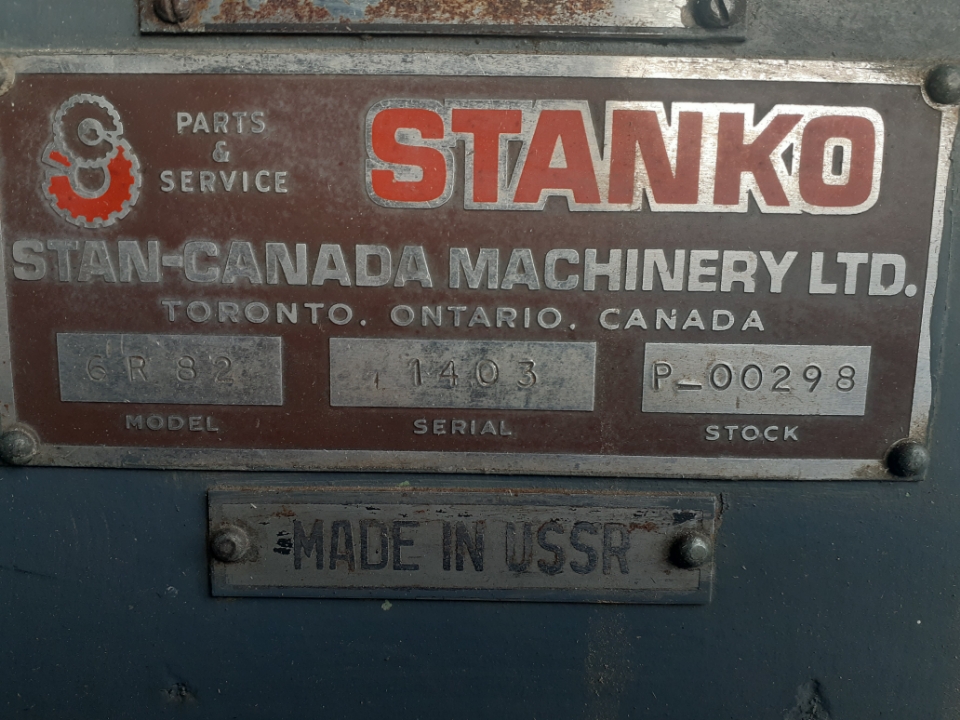 PARTS
&
SERVICE
STANKO
STAN-CANADA MACHINERY LTD.
TORONTO, ONTARIO, CANADA
6R82 1403 P-00298
MODEL SERIAL STOCK
MADE IN USSR